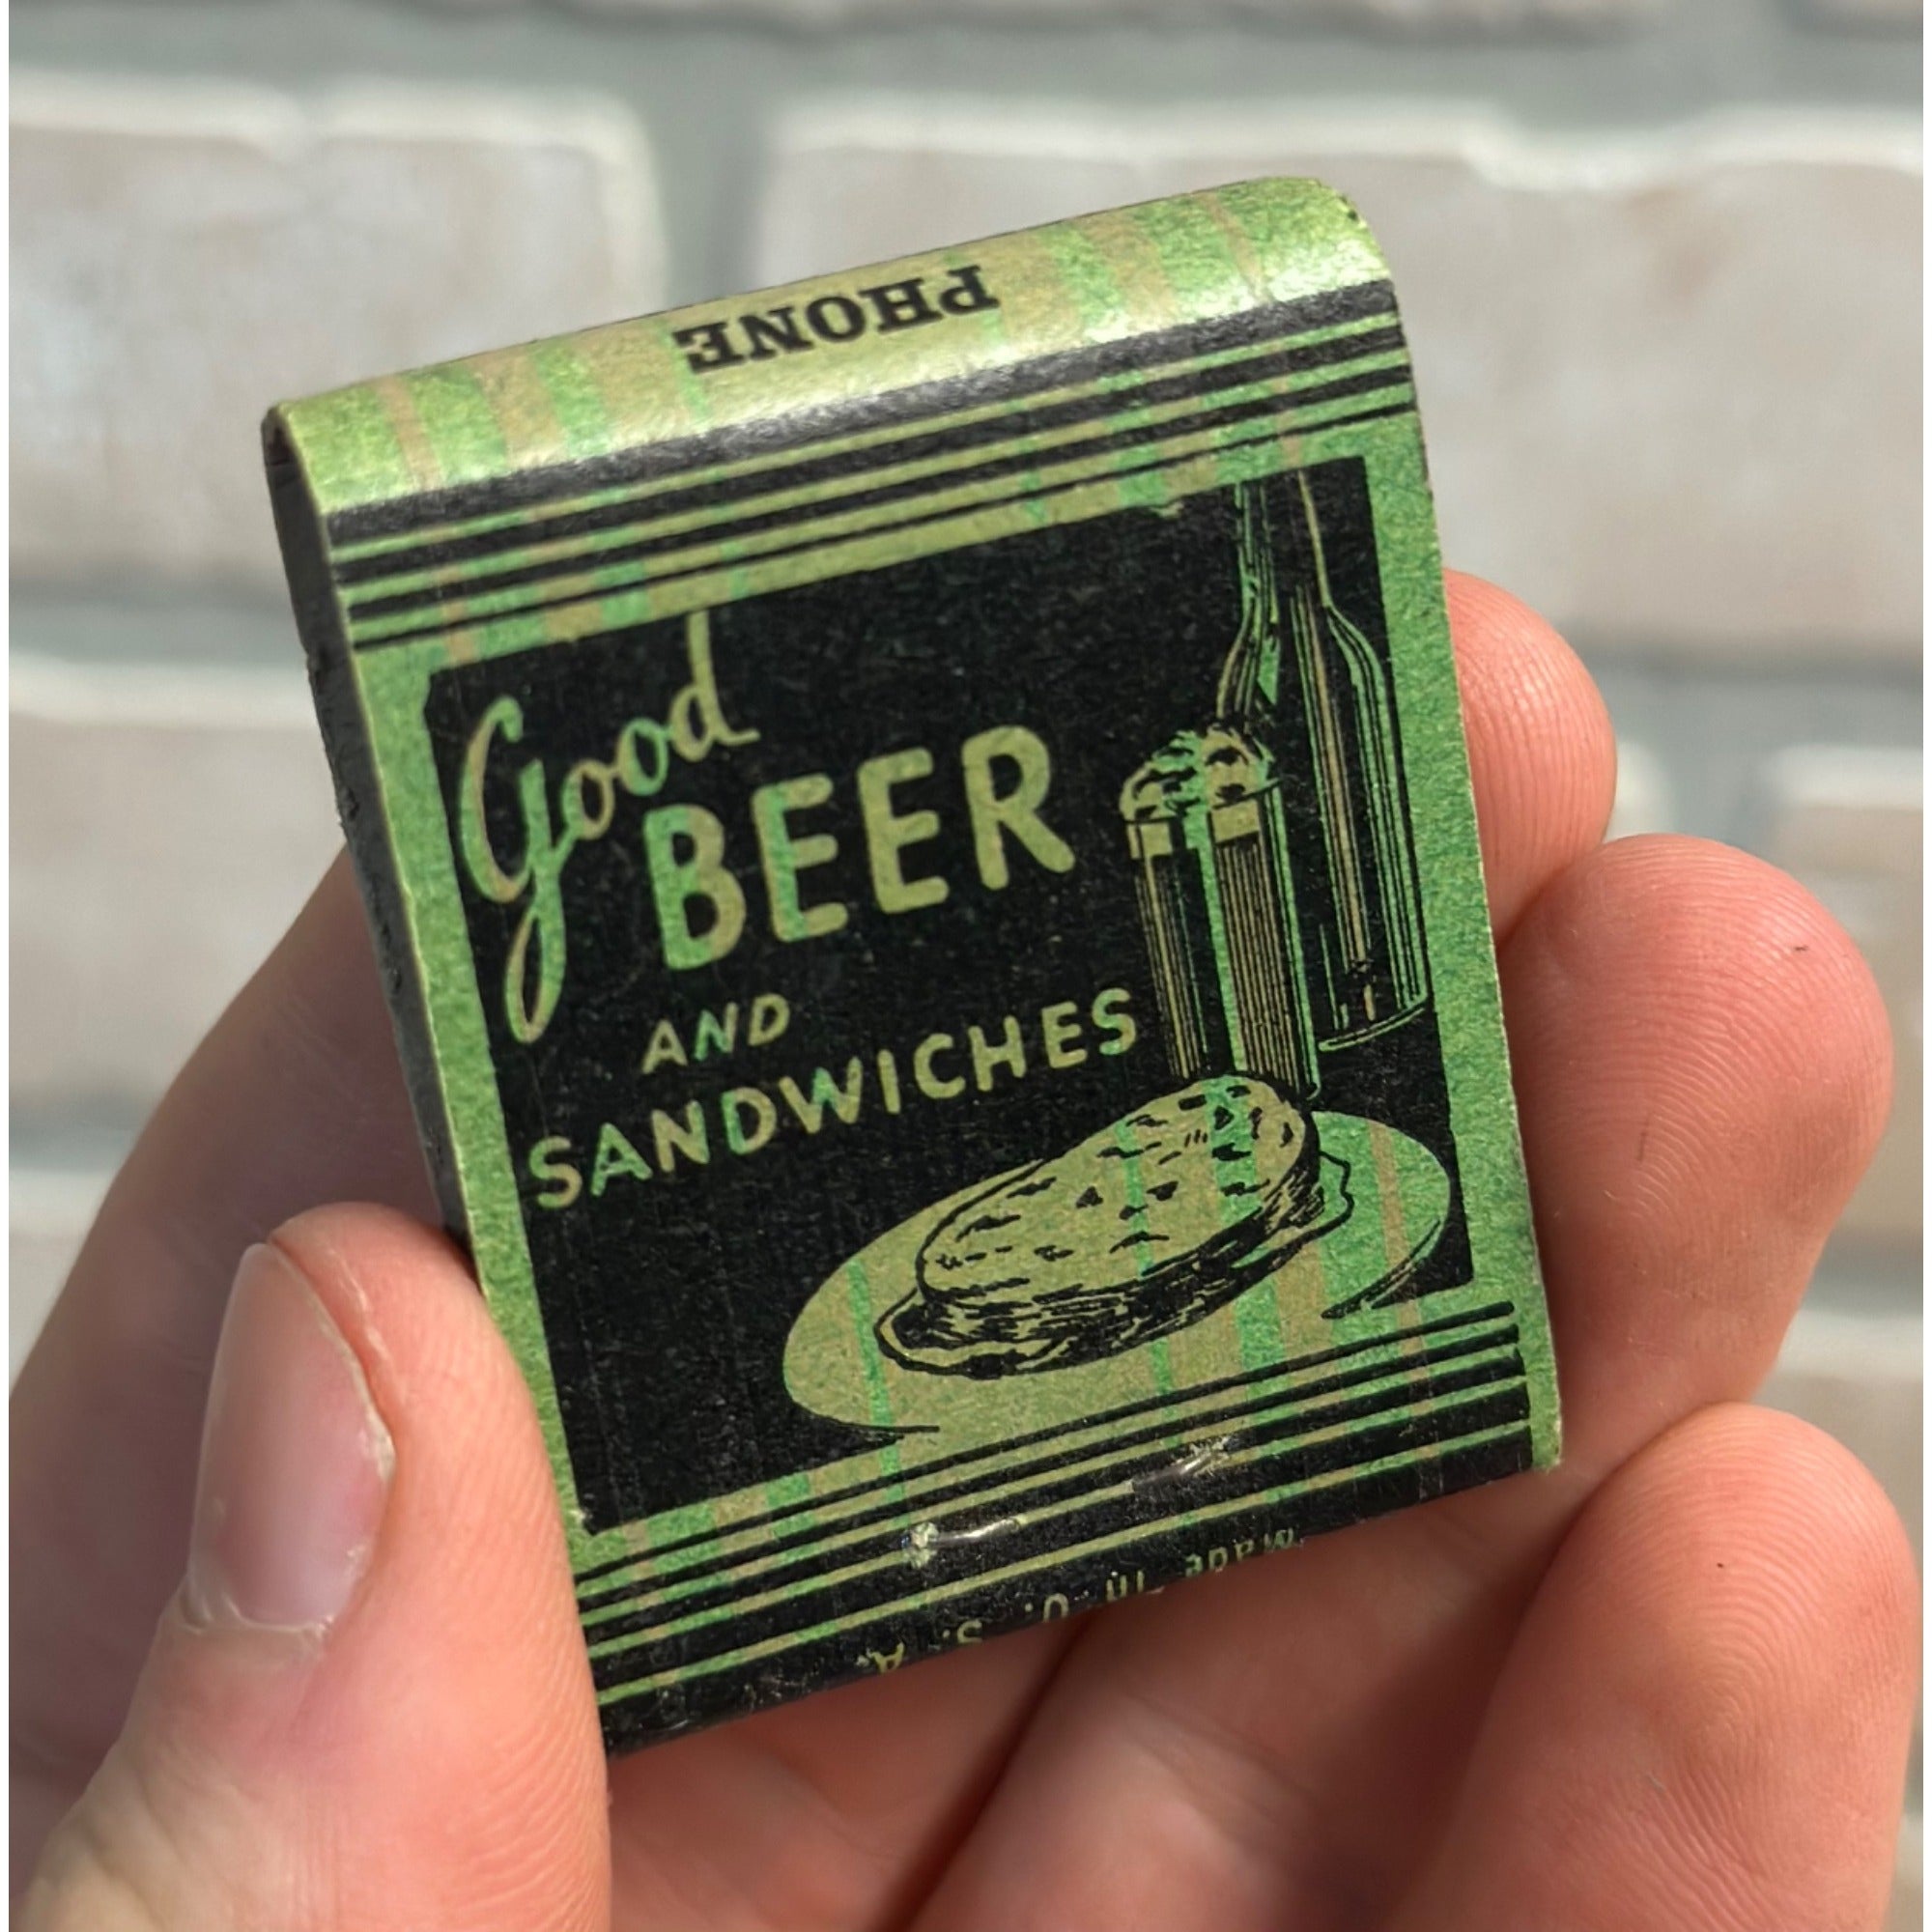 PHONE
Good
BEER
AND
SANDWICHES
Made in U. S. A.